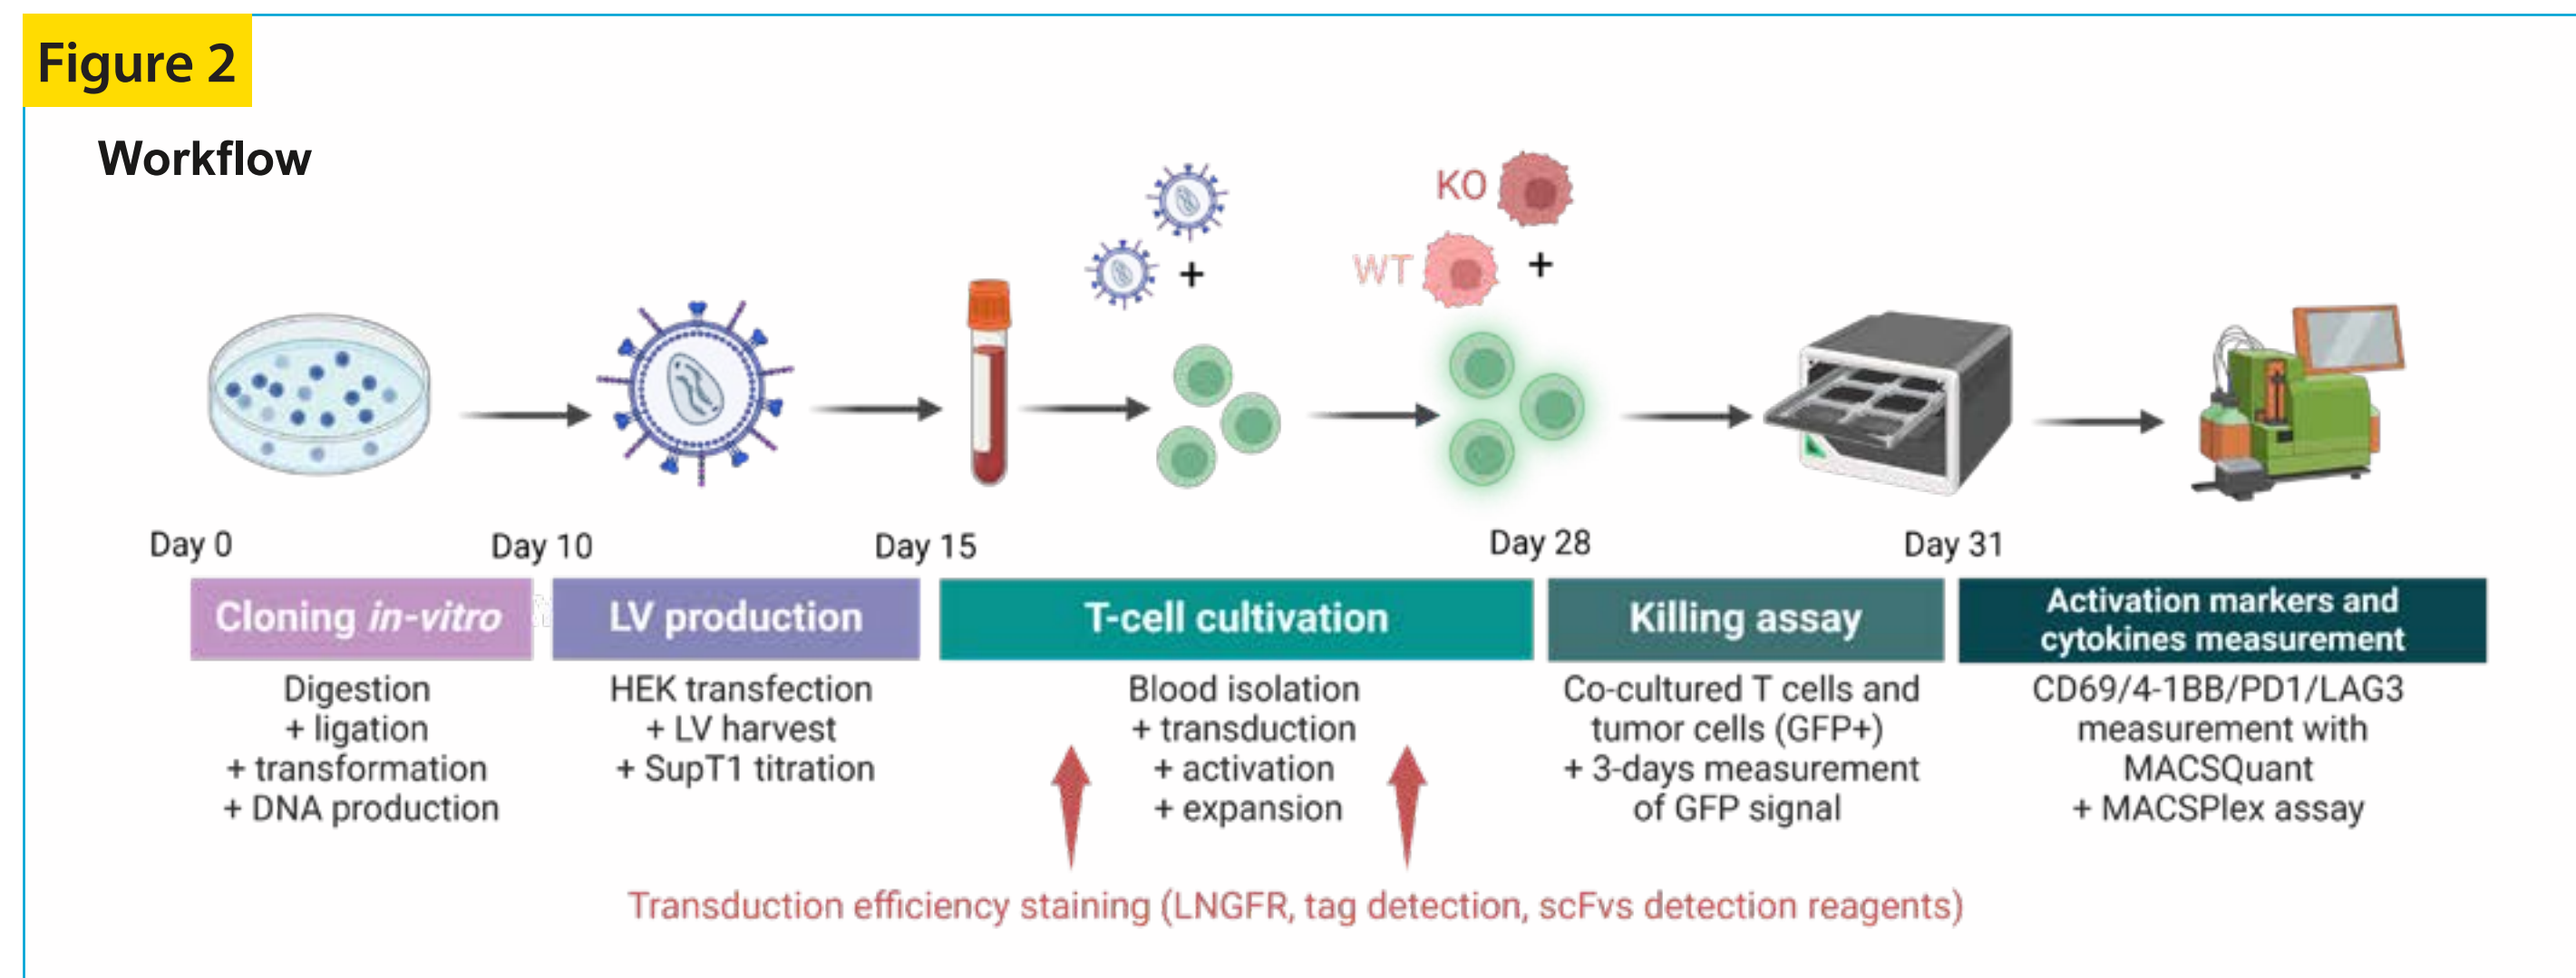 Figure 2
Workflow
KO
WT
+
+
Day 0
Day 10
Day 15
Day 28
Day 31
Cloning in-vitro
LV production
T-cell cultivation
Killing assay
Activation markers and
cytokines measurement
Digestion
+ ligation
+ transformation
+ DNA production
HEK transfection
+ LV harvest
+ SupT1 titration
Blood isolation
+ transduction
+ activation
+ expansion
Co-cultured T cells and
tumor cells (GFP+)
+ 3-days measurement
of GFP signal
CD69/4-1BB/PD1/LAG3
measurement with
MACSQuant
+ MACSPlex assay
Transduction efficiency staining (LNGFR, tag detection, scFvs detection reagents)